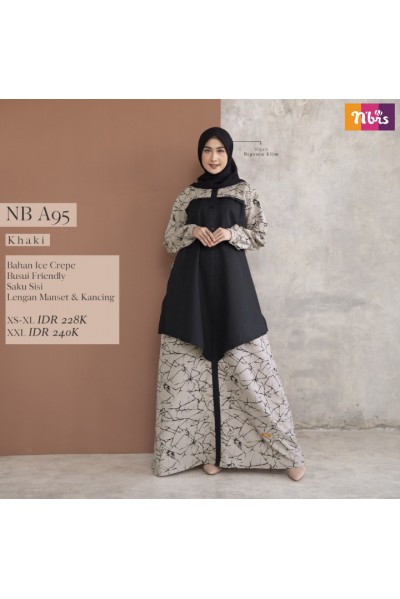 Nbrs
Hijab
NB A95
Khaki
Bahan Ice Crepe
Busui Friendly
Saku Sisi
Lengan Manset & Kancing
XS-XL IDR 228K
XXL IDR 240K